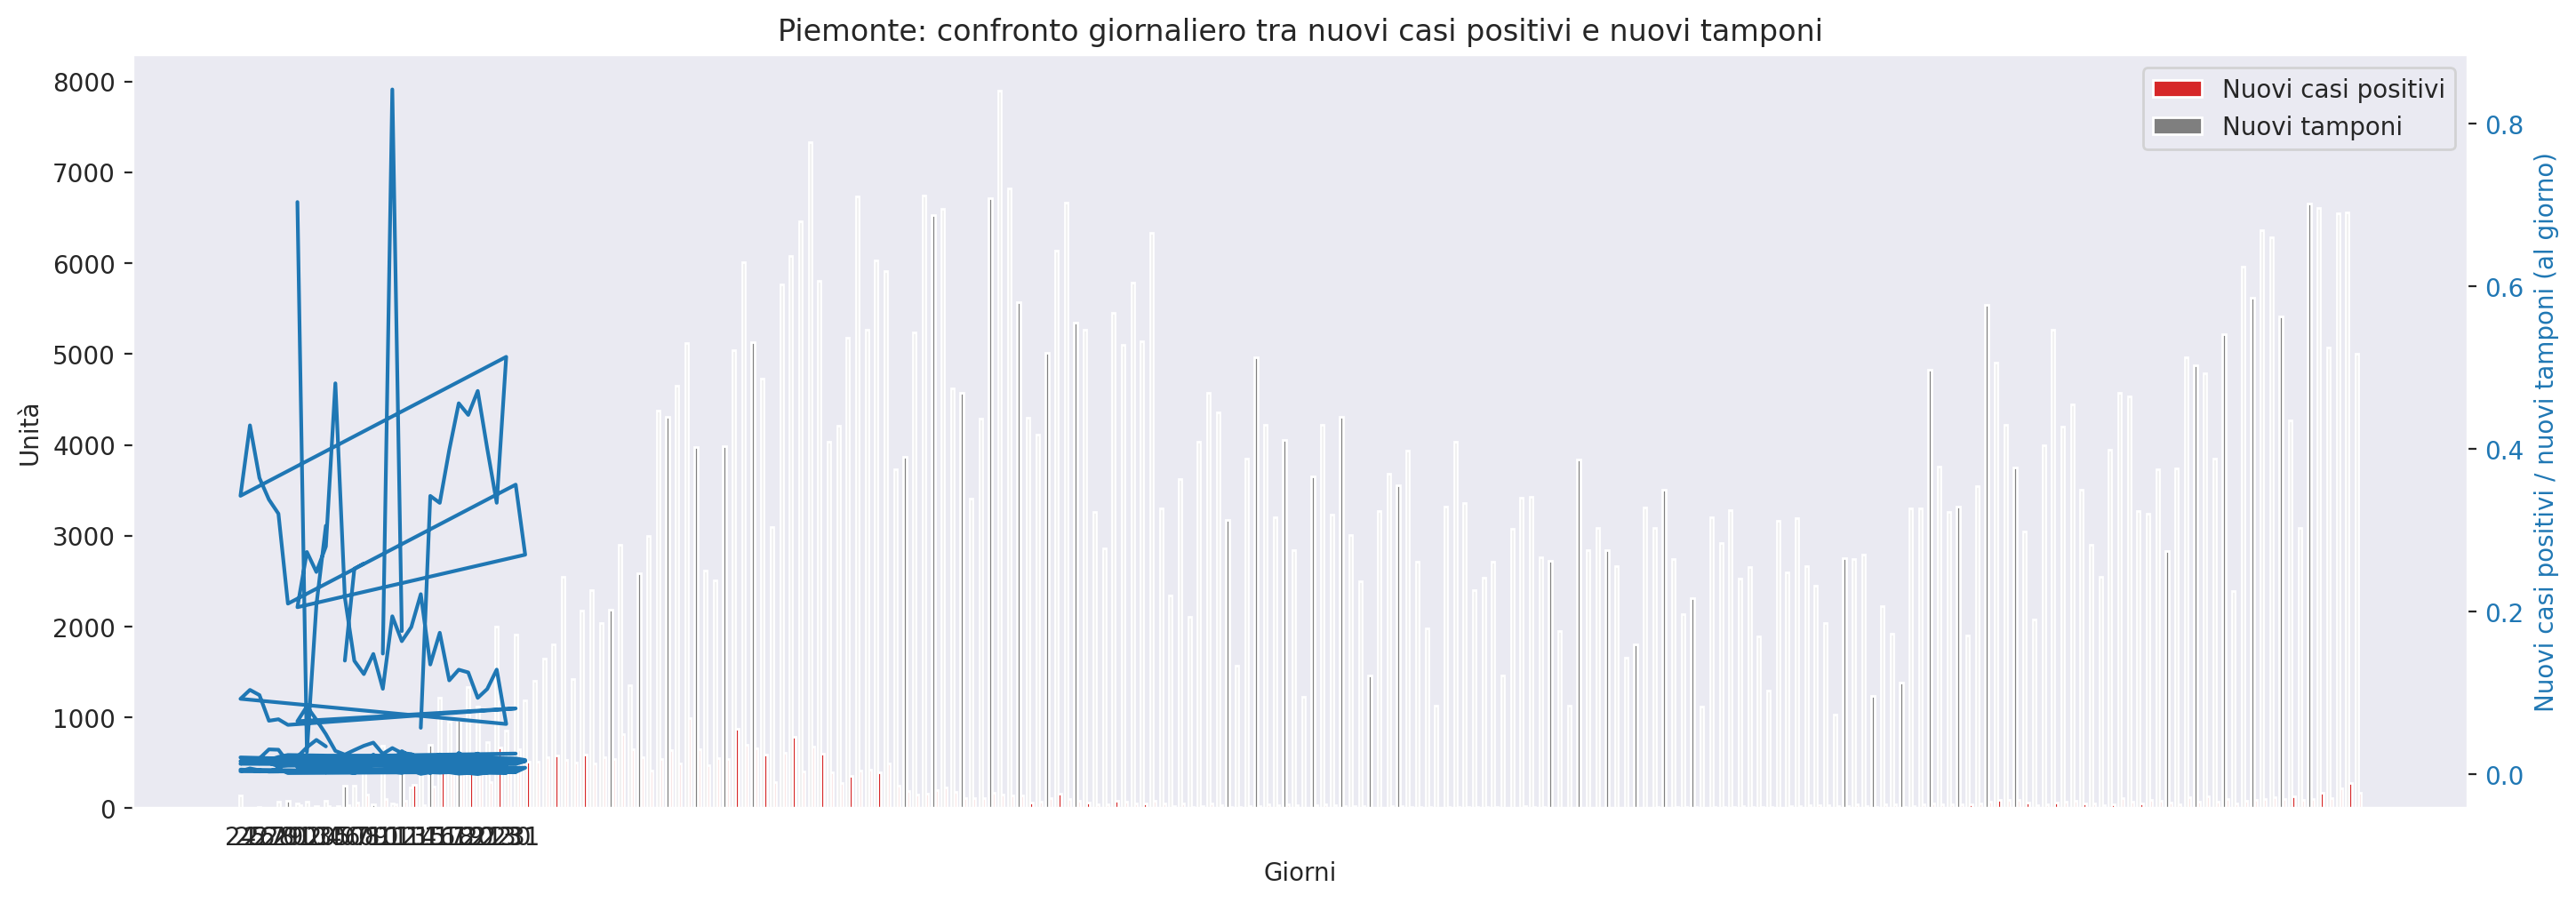 Piemonte: confronto giornaliero tra nuovi casi positivi e nuovi tamponi
Nuovi casi positivi
Nuovi tamponi
8000
7000
6000
5000
4000
3000
2000
1000
0
Unità
0.8
0.6
0.4
0.2
0.0
Nuovi casi positivi / nuovi tamponi (al giorno)
Giorni